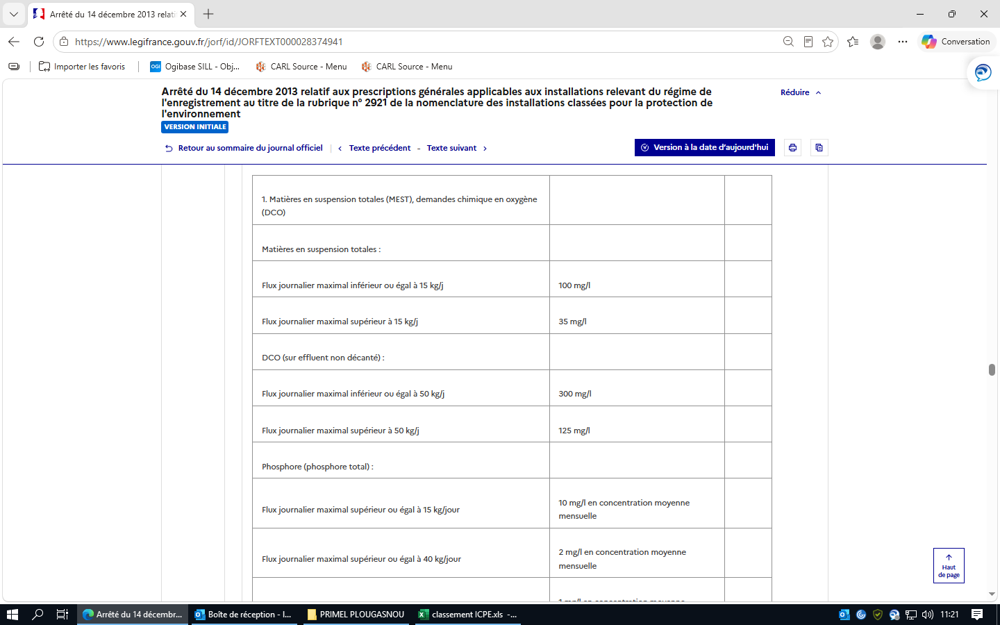 Arrêté du 14 décembre 2013 relati
https://www.legifrance.gouv.fr/jorf/id/JORFTEXT000028374941
Conversation
Importer les favoris
OGI Ogibase SILL - Obj...
CARL Source - Menu
CARL Source - Menu
Arrêté du 14 décembre 2013 relatif aux prescriptions générales applicables aux installations relevant du régime de
l'enregistrement au titre de la rubrique n° 2921 de la nomenclature des installations classées pour la protection de
l'environnement
Réduire
VERSION INITIALE
Retour au sommaire du journal officiel
Texte précédent - Texte suivant
Version à la date d’aujourd'hui
1. Matières en suspension totales (MEST), demandes chimique en oxygène
(DCO)
Matières en suspension totales :
Flux journalier maximal inférieur ou égal à 15 kg/j
100 mg/l
Flux journalier maximal supérieur à 15 kg/j
35 mg/l
DCO (sur effluent non décanté) :
Flux journalier maximal inférieur ou égal à 50 kg/j
300 mg/l
Flux journalier maximal supérieur à 50 kg/j
125 mg/l
Phosphore (phosphore total) :
Flux journalier maximal supérieur ou égal à 15 kg/jour
10 mg/l en concentration moyenne
mensuelle
Flux journalier maximal supérieur ou égal à 40 kg/jour
2 mg/l en concentration moyenne
mensuelle
1 mg/l en concentration moyenne
Haut
de page
Arrêté du 14 décembr...
Boîte de réception - I...
PRIMEL PLOUGASNOU
classement ICPE.xls -...
11:21